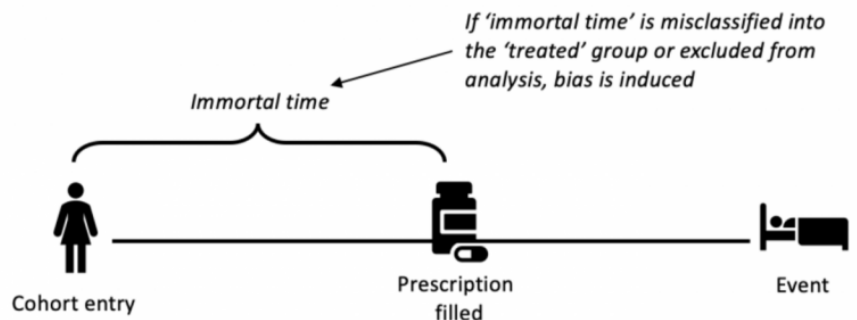 If ‘immortal time’ is misclassified into
the ‘treated’ group or excluded from
analysis, bias is induced
Immortal time
Cohort entry
Prescription
filled
Event